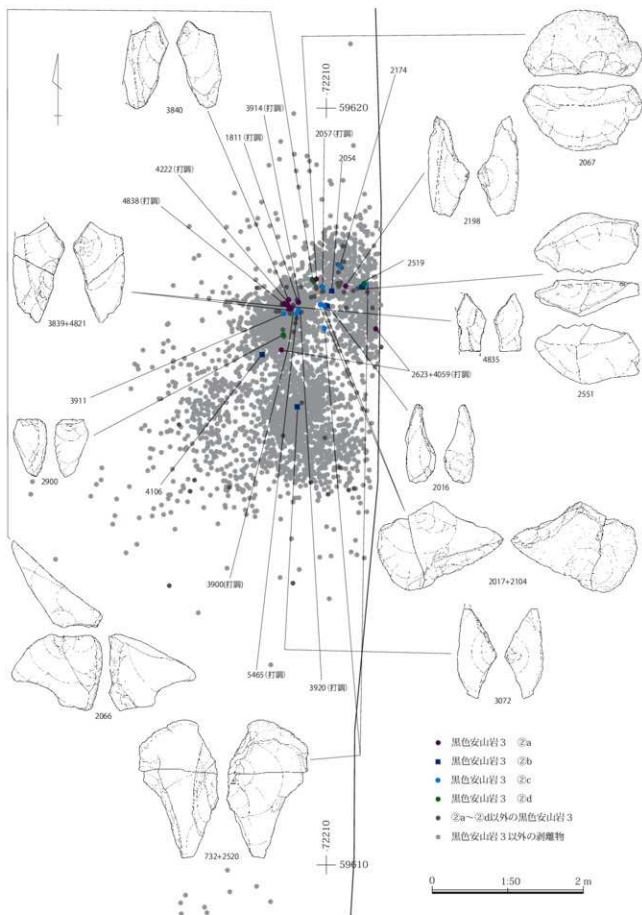 3840
3914(打調)
1811(打調)
4222(打調)
4838(打調)
-72210
59620
2057(打調)
2054
2174
2067
2198
2519
3839+4821
4835
2551
2623+4059(打調)
3911
2900
4106
2016
2017+2104
3900(打調)
3072
5465(打調)
3920(打調)
2066
732+2520
黒色安山岩3 ②a
黒色安山岩3 ②b
黒色安山岩3 ②c
黒色安山岩3 ②d
②a～②d以外の黒色安山岩3
黒色安山岩3以外の剥離物
-72210
59610
0 1:50 2 m